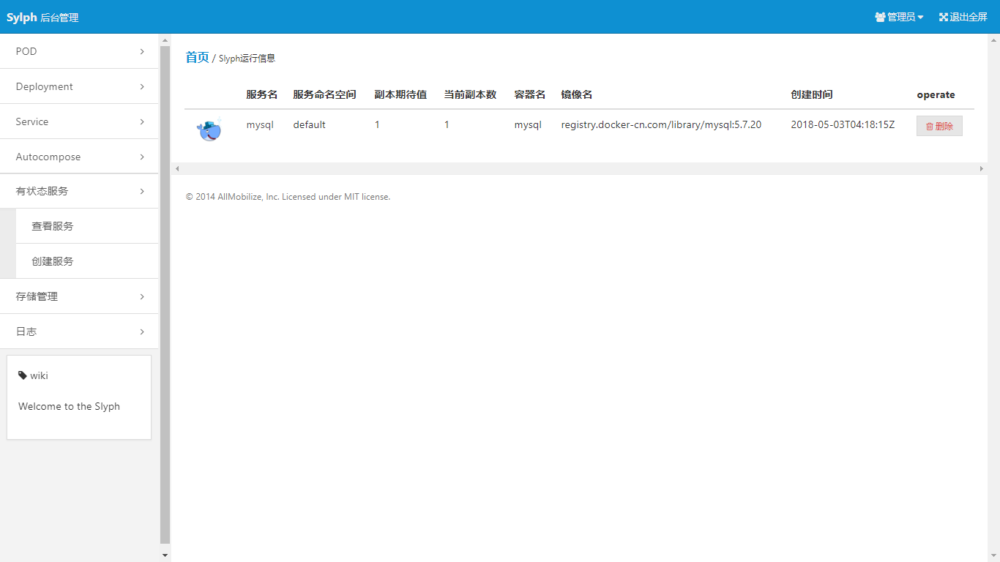 Sylph 后台管理
管理员 退出全屏
POD
Deployment
Service
Autocompose
有状态服务
查看服务
创建服务
存储管理
日志
wiki
Welcome to the Slyph
首页 / Slyph运行信息
服务名 服务命名空间 副本期待值 当前副本数 容器名 镜像名 创建时间 operate
mysql default 1 1 mysql registry.docker-cn.com/library/mysql:5.7.20 2018-05-03T04:18:15Z 删除
© 2014 AllMobilize, Inc. Licensed under MIT license.